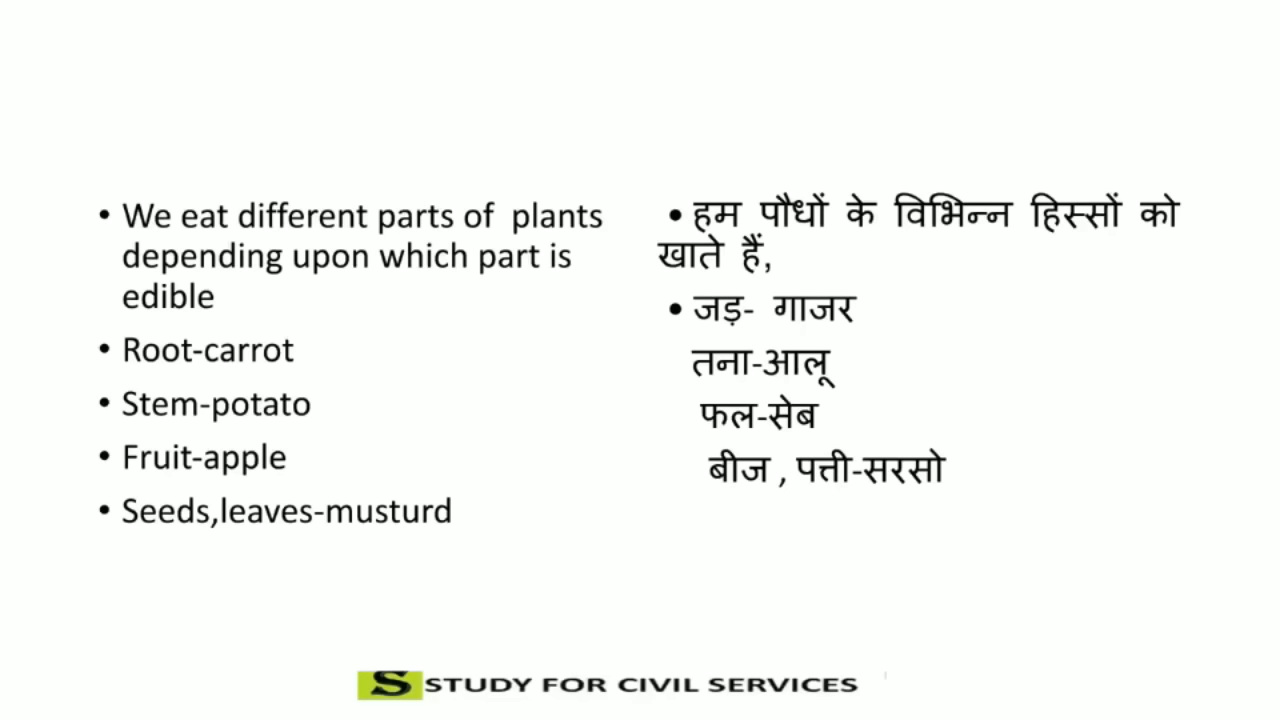 • We eat different parts of plants
depending upon which part is
edible
• Root-carrot
• Stem-potato
• Fruit-apple
• Seeds,leaves-musturd
• हम पौधों के विभिन्न हिस्सों को
खाते हैं,
• जड़- गाजर
तना-आलू
फल-सेब
बीज , पत्ती-सरसो
S STUDY FOR CIVIL SERVICES